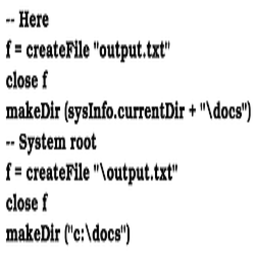 -- Here
f = createFile "output.txt"
close f
makeDir (sysInfo.currentDir + "\docs")
-- System root
f = createFile "\output.txt"
close f
makeDir ("c:\docs")